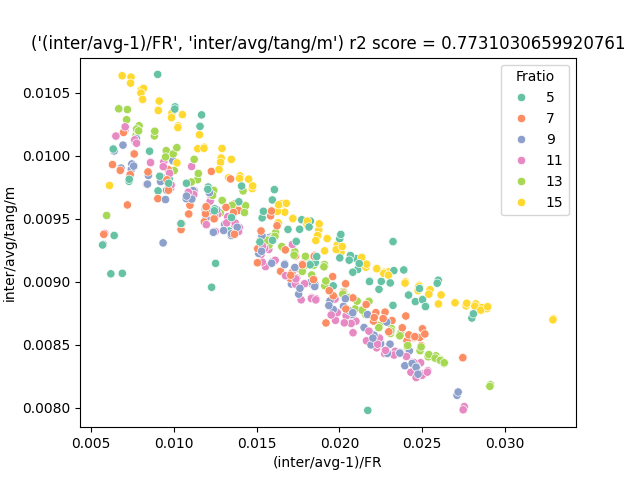 ('(inter/avg-1)/FR', 'inter/avg/tang/m') r2 score = 0.7731030659920761
Fratio
5
7
9
11
13
15
0.0105
0.0100
0.0095
0.0090
0.0085
0.0080
inter/avg/tang/m
0.005 0.010 0.015 0.020 0.025 0.030
(inter/avg-1)/FR